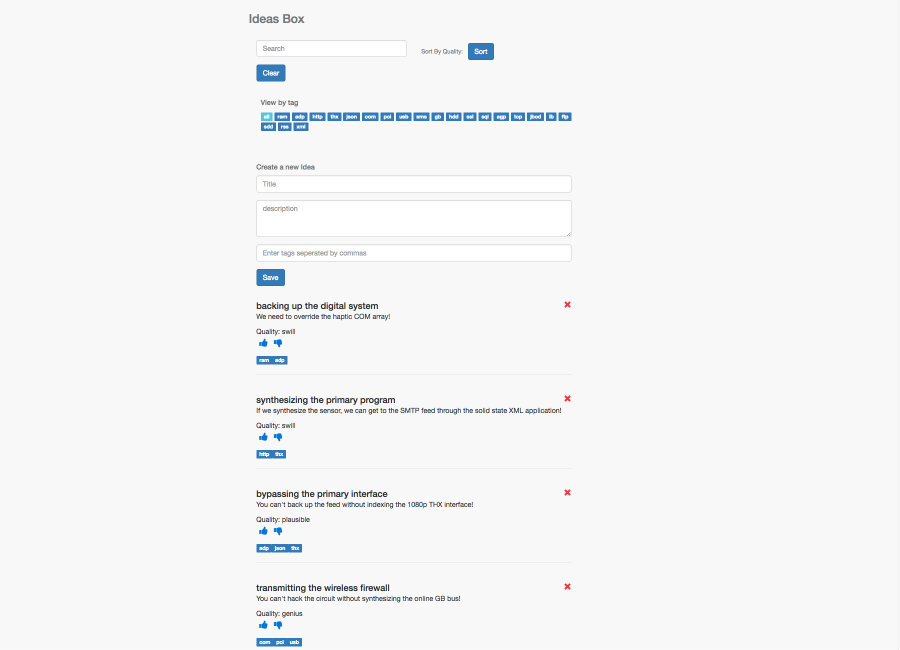 Ideas Box
Search
Sort By Quality: Sort
Clear
View by tag
all ram adp http thx json com pci usb sms gb hdd ssl sql agp tcp jbod ib ftp
sdd rss xml
Create a new Idea
Title
description
Enter tags seperated by commas
Save
backing up the digital system
We need to override the haptic COM array!
Quality: swill
ram adp
synthesizing the primary program
If we synthesize the sensor, we can get to the SMTP feed through the solid state XML application!
Quality: swill
http thx
bypassing the primary interface
You can't back up the feed without indexing the 1080p THX interface!
Quality: plausible
adp json thx
transmitting the wireless firewall
You can't hack the circuit without synthesizing the online GB bus!
Quality: genius
com pci usb